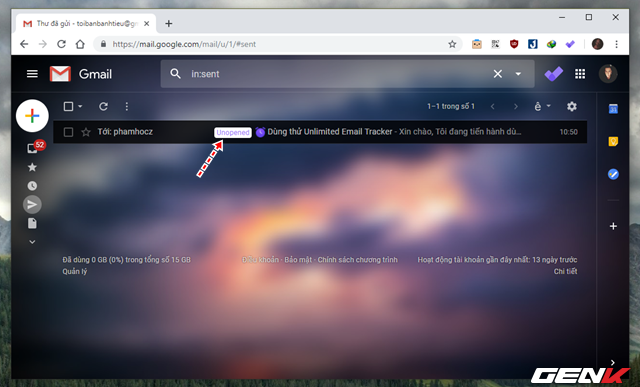 Thư đã gửi - toibanbanhtieu@gm
https://mail.google.com/mail/u/1/#sent
Gmail
in:sent
1–1 trong số 1
ê
52
Tới: phamhocz
Unopened
Dùng thử Unlimited Email Tracker - Xin chào, Tôi đang tiến hành dù...
10:50
Đã dùng 0 GB (0%) trong tổng số 15 GB
Quản lý
khoản - Bảo mật - Chính sách chương trình
Hoạt động tài khoản gần đây nhất: 13 ngày trước
Chi tiết
GENK